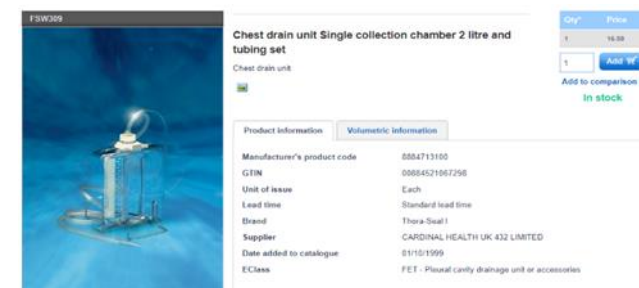 FSW309
Chest drain unit Single collection chamber 2 litre and
tubing set
Chest drain unit
Qty* Price
1 16.59
1 Add
Add to comparison
In stock
Product information Volumetric information
Manufacturer's product code 8884713100
GTIN 00884521067298
Unit of issue Each
Lead time Standard lead time
Brand Thora-Seal I
Supplier CARDINAL HEALTH UK 432 LIMITED
Date added to catalogue 01/10/1999
EClass FET - Pleural cavity drainage unit or accessories